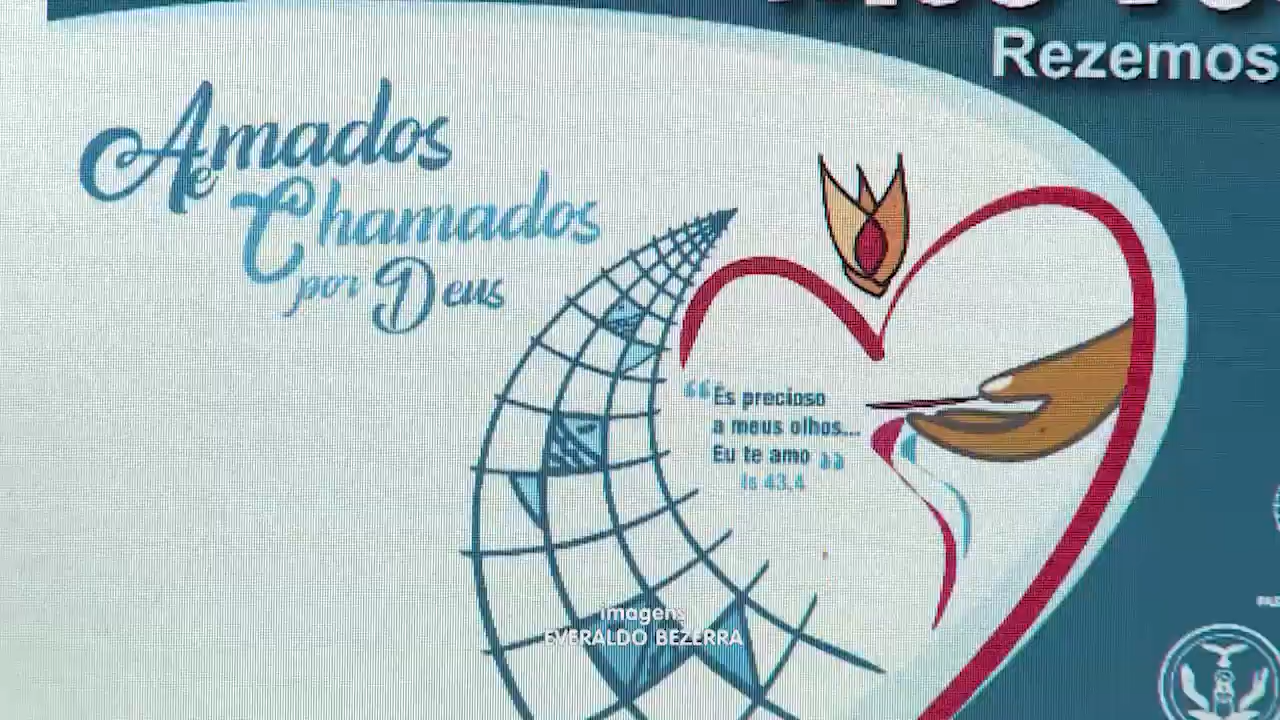 Rezemos
Amados
e
Chamados
por Deus
“És precioso
a meus olhos...
Eu te amo”
Is 43,4
imagens
EVERALDO BEZERRA